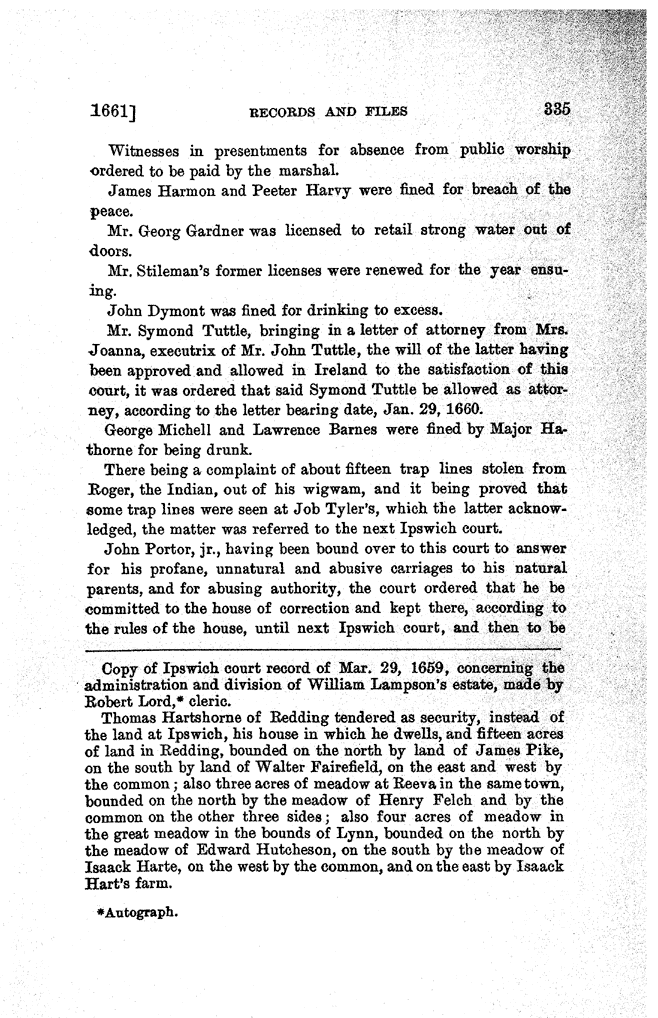 1661] RECORDS AND FILES 335
Witnesses in presentments for absence from public worship
ordered to be paid by the marshal.
James Harmon and Peeter Harvy were fined for breach of the
peace.
Mr. Georg Gardner was licensed to retail strong water out of
doors.
Mr. Stileman's former licenses were renewed for the year ensu-
ing.
John Dymont was fined for drinking to excess.
Mr. Symond Tuttle, bringing in a letter of attorney from Mrs.
Joanna, executrix of Mr. John Tuttle, the will of the latter having
been approved and allowed in Ireland to the satisfaction of this
court, it was ordered that said Symond Tuttle be allowed as attor-
ney, according to the letter bearing date, Jan. 29, 1660.
George Michell and Lawrence Barnes were fined by Major Ha-
thorne for being drunk.
There being a complaint of about fifteen trap lines stolen from
Roger, the Indian, out of his wigwam, and it being proved that
some trap lines were seen at Job Tyler's, which the latter acknow-
ledged, the matter was referred to the next Ipswich court.
John Portor, jr., having been bound over to this court to answer
for his profane, unnatural and abusive carriages to his natural
parents, and for abusing authority, the court ordered that he be
committed to the house of correction and kept there, according to
the rules of the house, until next Ipswich court, and then to be
Copy of Ipswich court record of Mar. 29, 1659, concerning the
administration and division of William Lampson's estate, made by
Robert Lord,* cleric.
Thomas Hartshorne of Redding tendered as security, instead of
the land at Ipswich, his house in which he dwells, and fifteen acres
of land in Redding, bounded on the north by land of James Pike,
on the south by land of Walter Fairefield, on the east and west by
the common; also three acres of meadow at Reeva in the same town,
bounded on the north by the meadow of Henry Felch and by the
common on the other three sides; also four acres of meadow in
the great meadow in the bounds of Lynn, bounded on the north by
the meadow of Edward Hutcheson, on the south by the meadow of
Isaack Harte, on the west by the common, and on the east by Isaack
Hart's farm.
*Autograph.